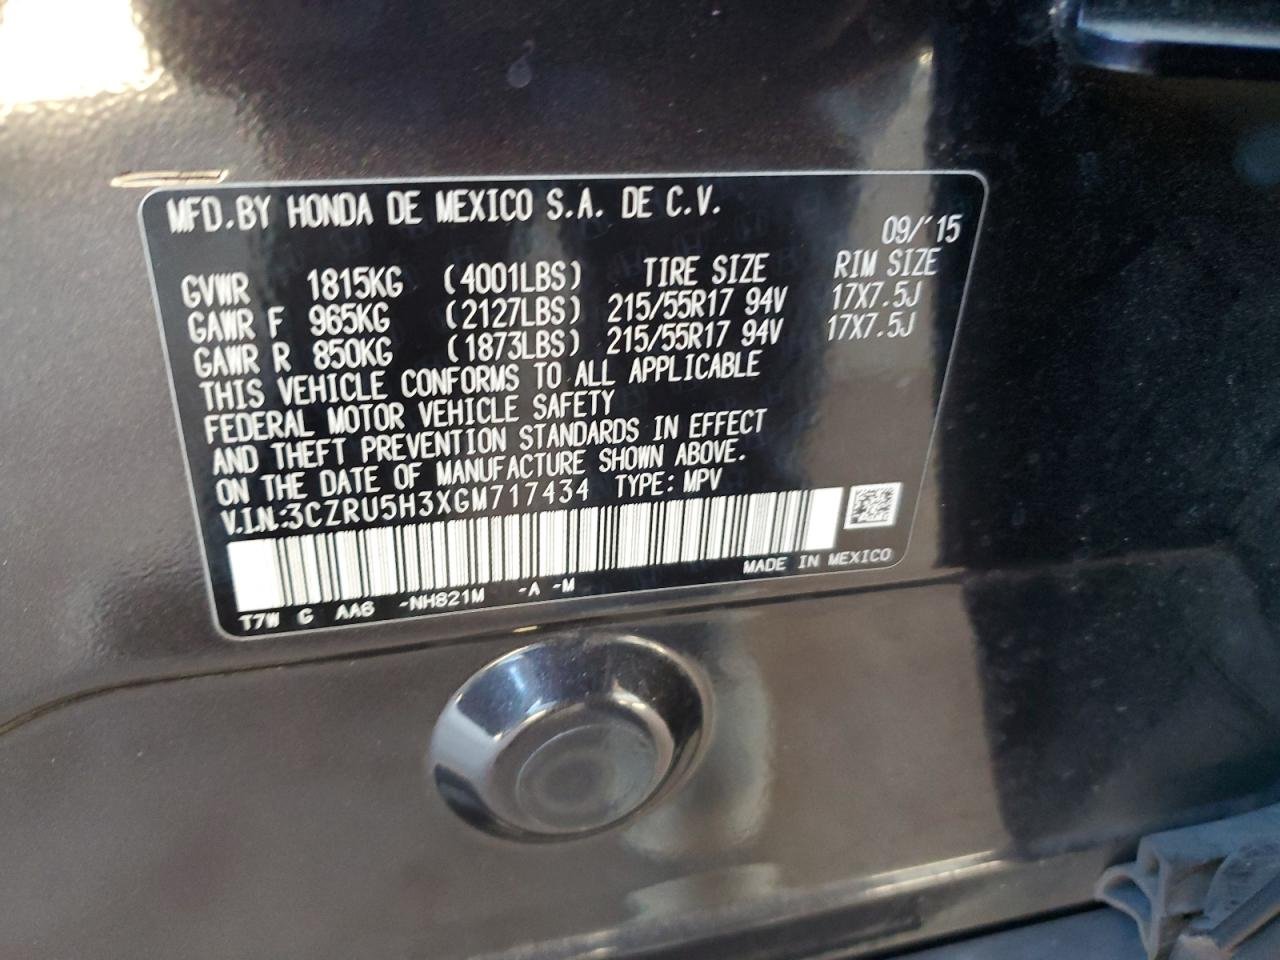 MFD.BY HONDA DE MEXICO S.A. DE C.V.
09/'15
GVWR 1815KG (4001LBS) TIRE SIZE RIM SIZE
GAWR F 965KG (2127LBS) 215/55R17 94V 17X7.5J
GAWR R 850KG (1873LBS) 215/55R17 94V 17X7.5J
THIS VEHICLE CONFORMS TO ALL APPLICABLE
FEDERAL MOTOR VEHICLE SAFETY
AND THEFT PREVENTION STANDARDS IN EFFECT
ON THE DATE OF MANUFACTURE SHOWN ABOVE.
V.I.N.:3CZRU5H3XGM717434 TYPE: MPV
MADE IN MEXICO
T7W G AA6 -NH821M -A -M